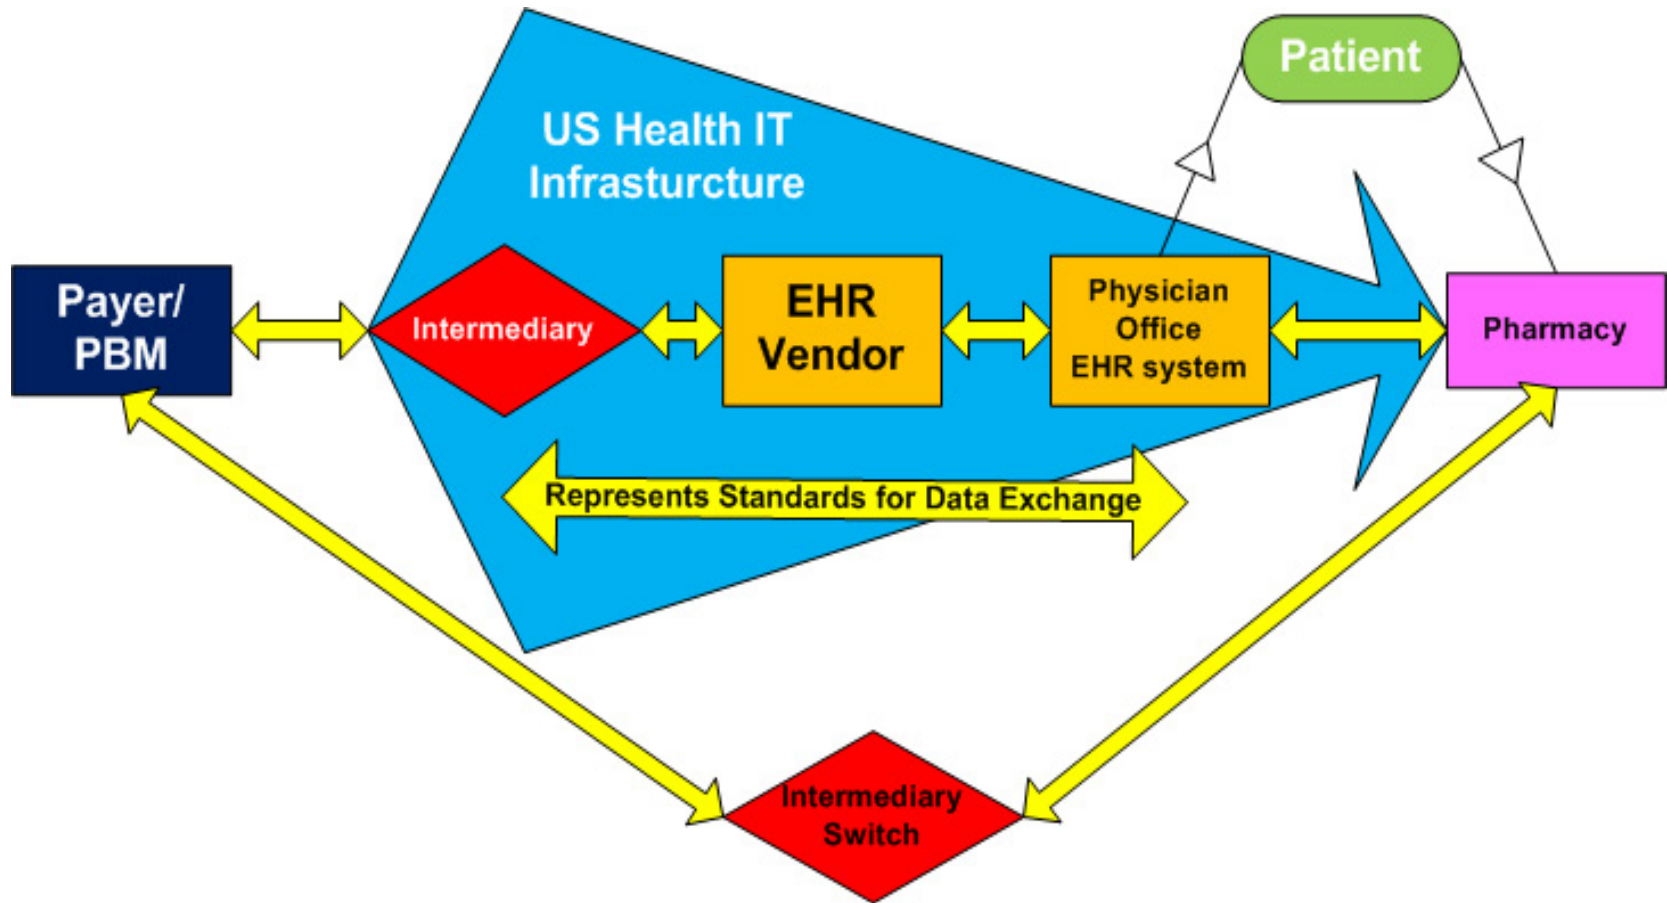 Patient
US Health IT
Infrasturcture
Payer/
PBM
Intermediary
EHR
Vendor
Physician
Office
EHR system
Pharmacy
Represents Standards for Data Exchange
Intermediary
Switch